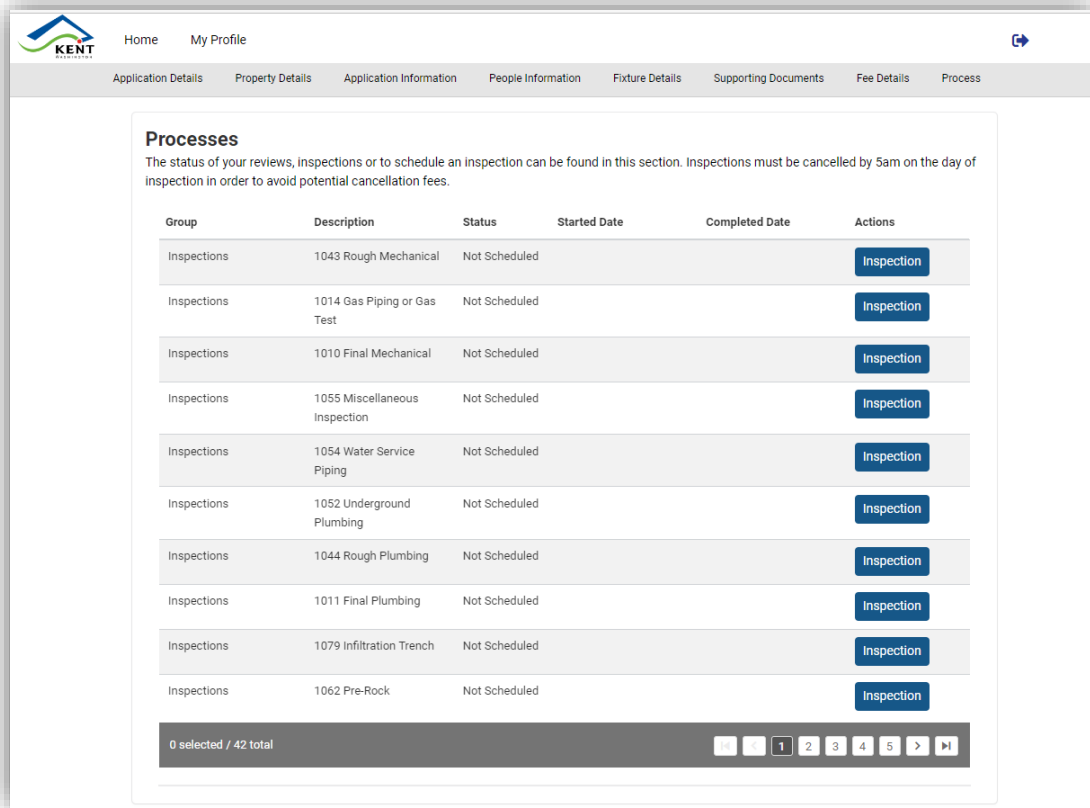 KENT
WASHINGTON
Home My Profile
Application Details Property Details Application Information People Information Fixture Details Supporting Documents Fee Details Process
Processes
The status of your reviews, inspections or to schedule an inspection can be found in this section. Inspections must be cancelled by 5am on the day of
inspection in order to avoid potential cancellation fees.
Group Description Status Started Date Completed Date Actions
Inspections 1043 Rough Mechanical Not Scheduled Inspection
Inspections 1014 Gas Piping or Gas Not Scheduled Inspection
Test
Inspections 1010 Final Mechanical Not Scheduled Inspection
Inspections 1055 Miscellaneous Not Scheduled Inspection
Inspection
Inspections 1054 Water Service Not Scheduled Inspection
Piping
Inspections 1052 Underground Not Scheduled Inspection
Plumbing
Inspections 1044 Rough Plumbing Not Scheduled Inspection
Inspections 1011 Final Plumbing Not Scheduled Inspection
Inspections 1079 Infiltration Trench Not Scheduled Inspection
Inspections 1062 Pre-Rock Not Scheduled Inspection
0 selected / 42 total 1 2 3 4 5